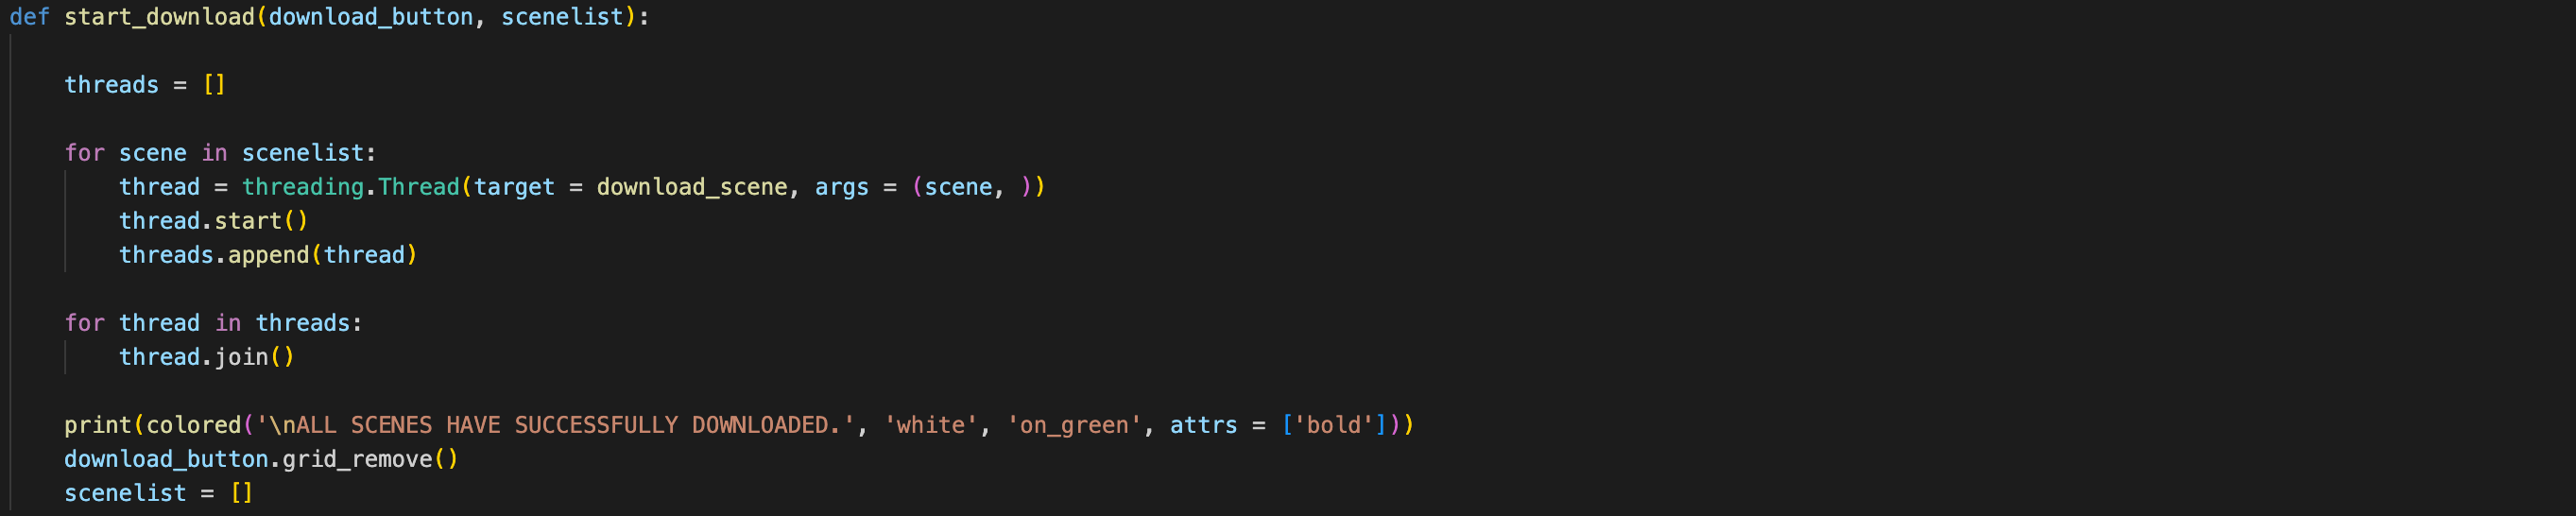 def start_download(download_button, scenelist):
    threads = []
    for scene in scenelist:
        thread = threading.Thread(target = download_scene, args = (scene, ))
        thread.start()
        threads.append(thread)
    for thread in threads:
        thread.join()
    print(colored('\nALL SCENES HAVE SUCCESSFULLY DOWNLOADED.', 'white', 'on_green', attrs = ['bold']))
    download_button.grid_remove()
    scenelist = []